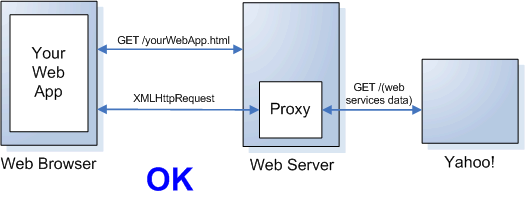 Your
Web
App
GET /yourWebApp.html
XMLHttpRequest
Proxy
GET /(web
services data)
Web Browser
Web Server
Yahoo!
OK